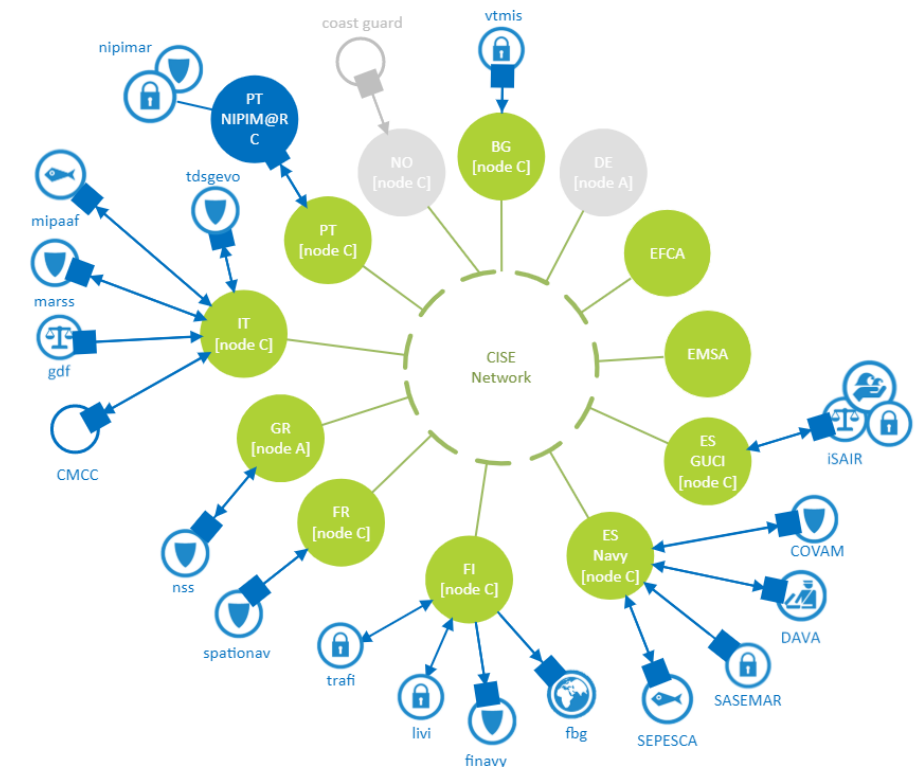 coast guard
vtmis
nipimar
PT
NIPIM@R
C
NO
[node C]
BG
[node C]
DE
[node A]
mipaaf
tdsgevo
PT
[node C]
EFCA
marss
IT
[node C]
CISE
Network
EMSA
gdf
CMCC
GR
[node A]
ES
GUCI
[node C]
iSAIR
nss
FR
[node C]
spationav
FI
[node C]
ES
Navy
[node C]
COVAM
DAVA
trafi
livi
finavy
fbg
SEPESCA
SASEMAR